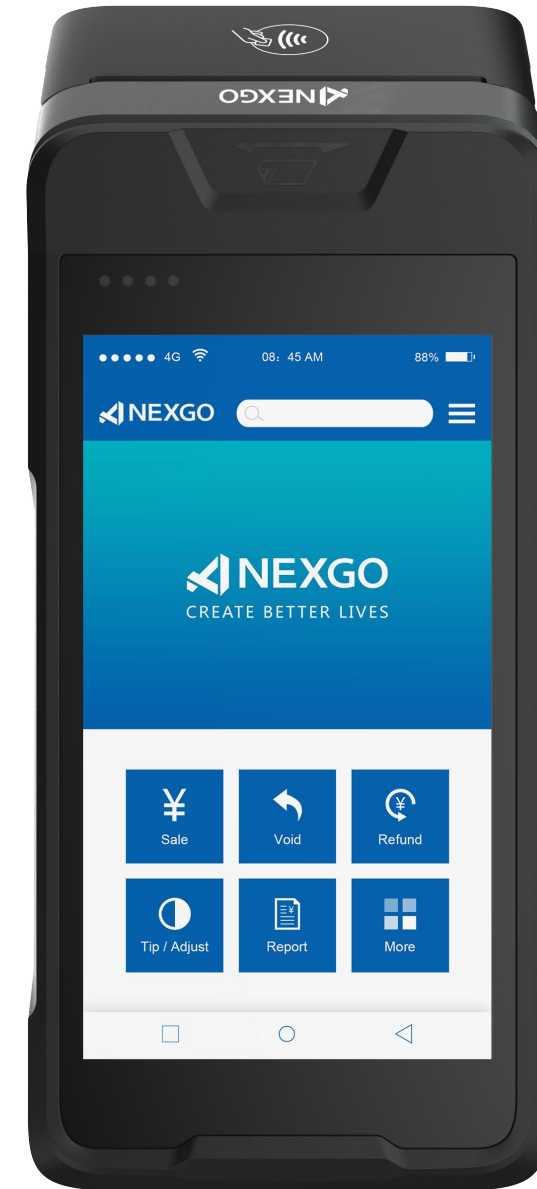 NEXGO
4G 08: 45 AM 88%
NEXGO
NEXGO
CREATE BETTER LIVES
¥ ¥
Sale Void Refund
¥
Tip / Adjust Report More